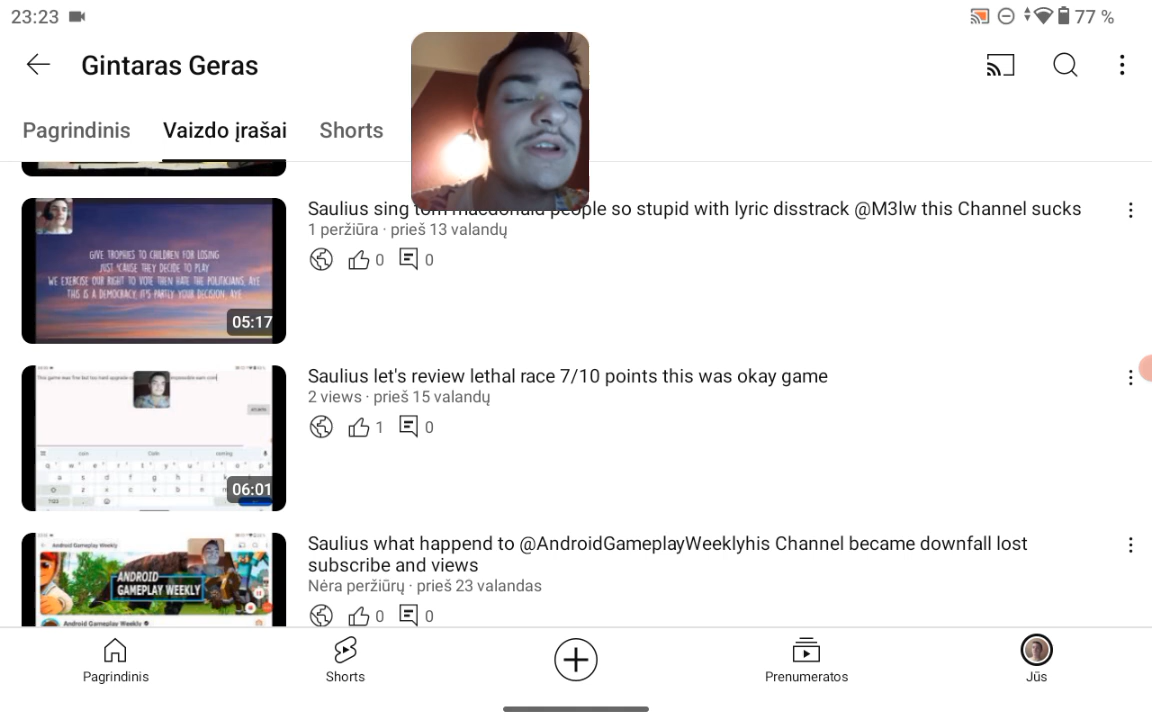 23:23
77 %
Gintaras Geras
Pagrindinis Vaizdo įrašai Shorts
Saulius sing tom macdonald people so stupid with lyric disstrack @M3lw this Channel sucks
1 peržiūra · prieš 13 valandų
0 0
GIVE TROPHIES TO CHILDREN FOR LOSING
JUST 'CAUSE THEY DECIDE TO PLAY
WE EXERCISE OUR RIGHT TO VOTE THEN HATE THE POLITICIANS, AYE
THIS IS A DEMOCRACY, IT'S PARTLY YOUR DECISION, AYE
05:17
Saulius let's review lethal race 7/10 points this was okay game
2 views · prieš 15 valandų
1 0
06:01
Saulius what happend to @AndroidGameplayWeeklyhis Channel became downfall lost
subscribe and views
Nėra peržiūrų · prieš 23 valandas
0 0
Android Gameplay Weekly
ANDROID
GAMEPLAY WEEKLY
Android Gameplay Weekly
Pagrindinis
Shorts
Prenumeratos
Jūs